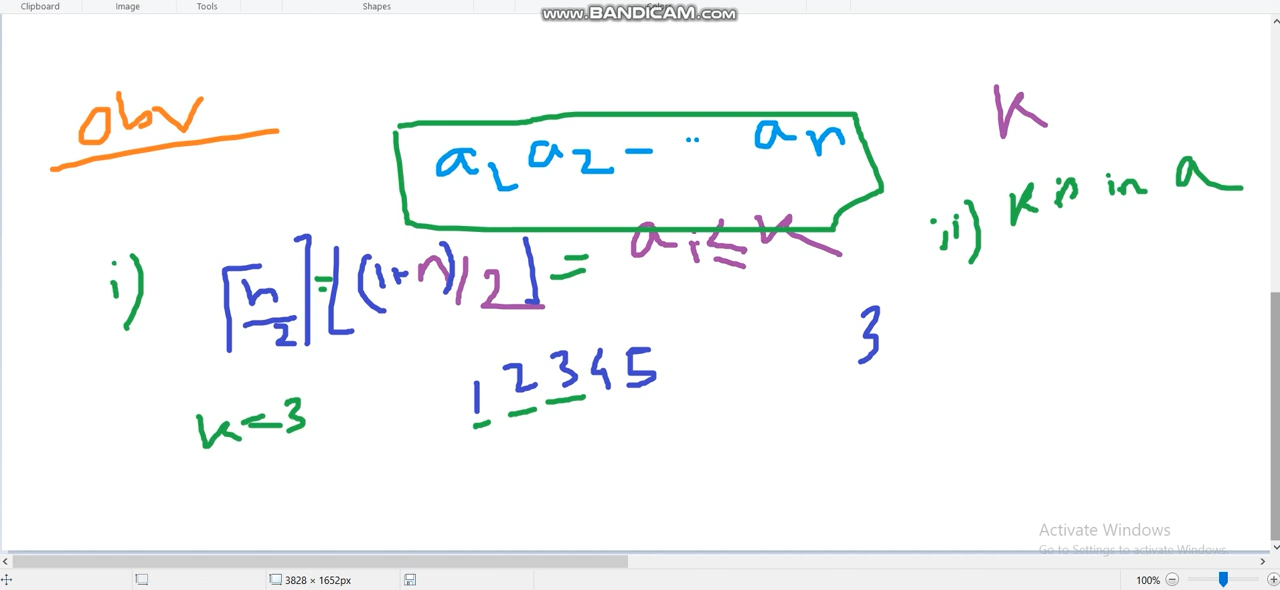 Clipboard Image Tools Shapes
www.BANDICAM.com
obv
a1 a2 - .. an
K
i) ⌈n/2⌉ = ⌊(1+n)/2⌋ = ai ≤ K
ii) K is in a
1 2 3 4 5
3
K = 3
Activate Windows
Go to Settings to activate Windows.
3828 × 1652px 100%